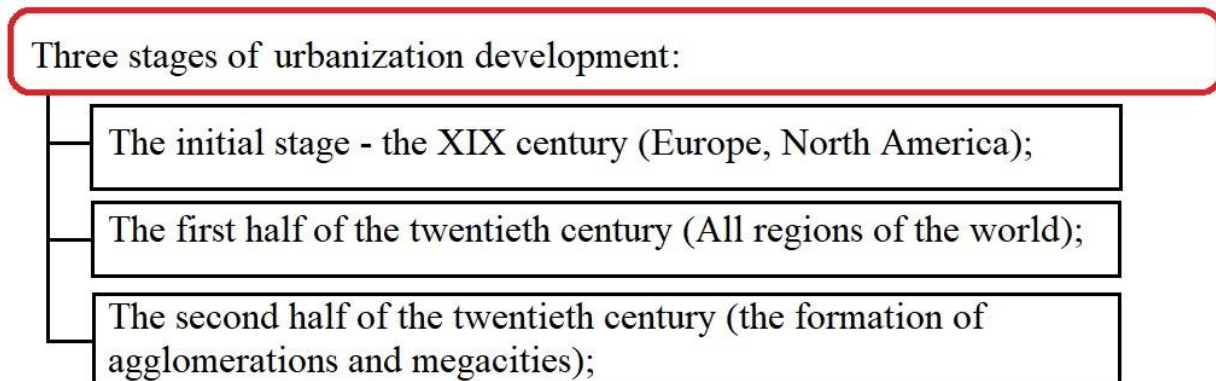 Three stages of urbanization development:
The initial stage - the XIX century (Europe, North America);
The first half of the twentieth century (All regions of the world);
The second half of the twentieth century (the formation of
agglomerations and megacities);